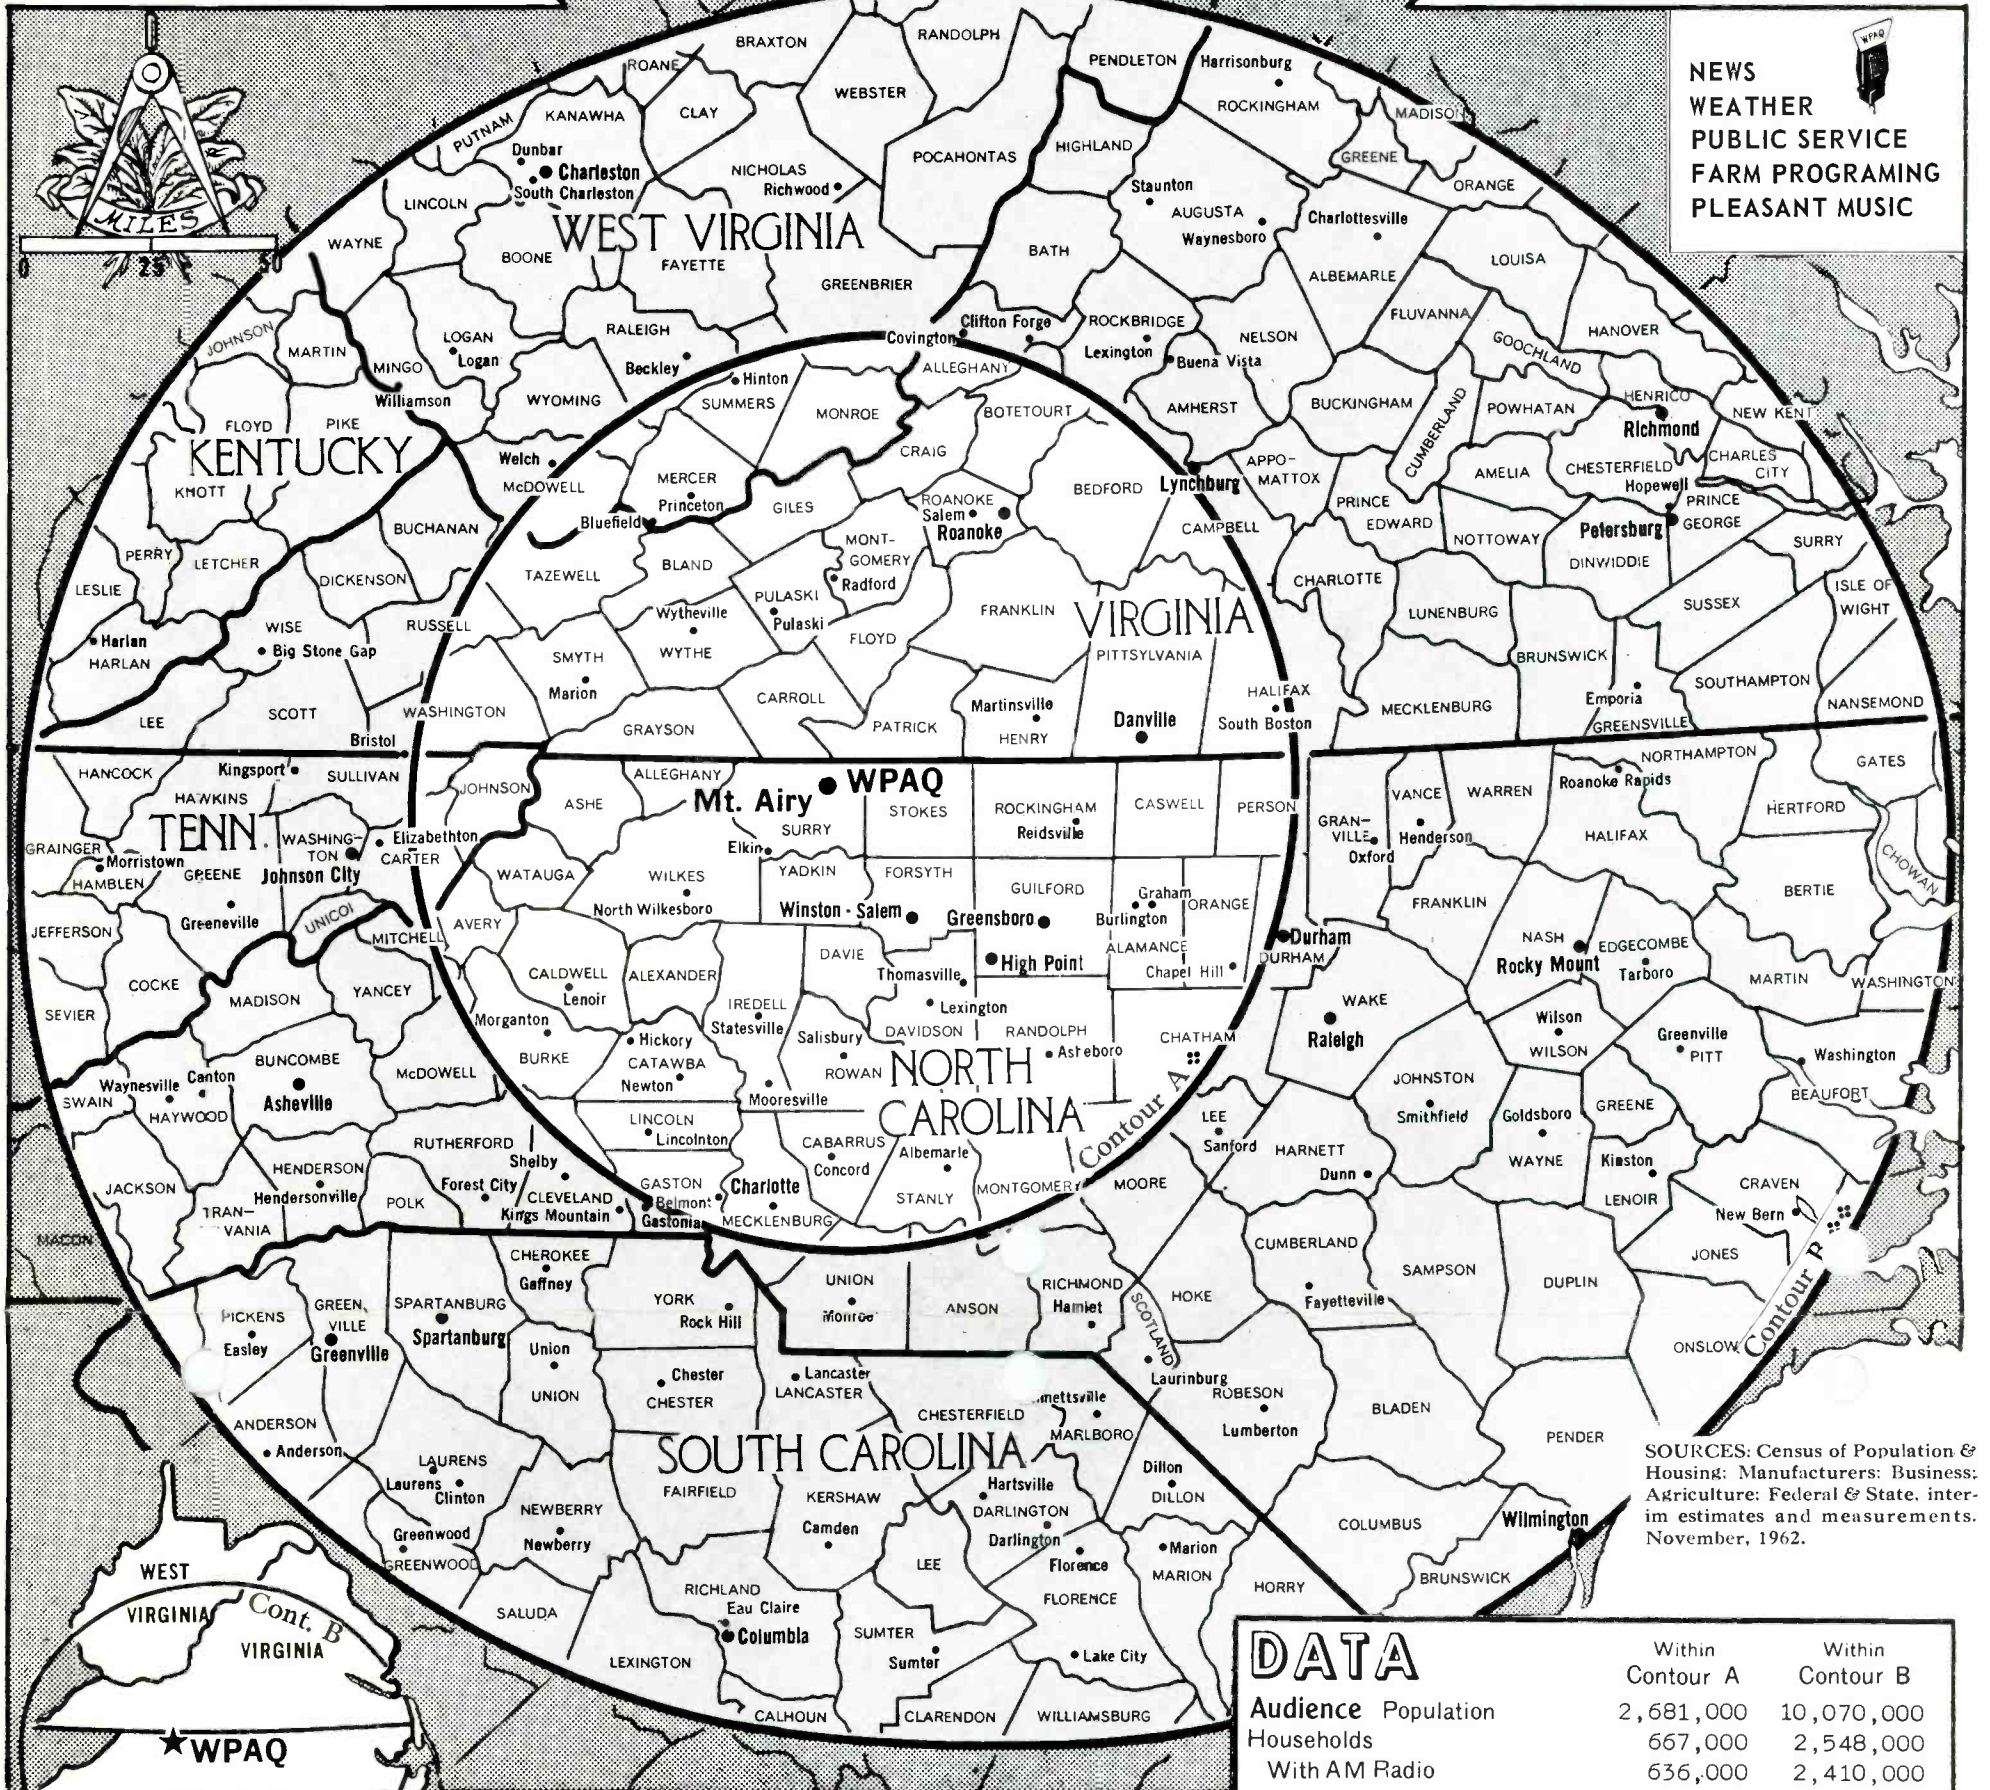 WPAQ
NEWS
WEATHER
PUBLIC SERVICE
FARM PROGRAMING
PLEASANT MUSIC
MILES
0 25 50
BRAXTON
RANDOLPH
PENDLETON
Harrisonburg
ROANE
WEBSTER
ROCKINGHAM
MADISON
PUTNAM
KANAWHA
CLAY
HIGHLAND
GREENE
Dunbar
Charleston
South Charleston
NICHOLAS
Richwood
POCAHONTAS
Staunton
ORANGE
LINCOLN
AUGUSTA
Waynesboro
Charlottesville
WEST VIRGINIA
WAYNE
BOONE
FAYETTE
GREENBRIER
BATH
ALBEMARLE
LOUISA
JOHNSON
MARTIN
MINGO
LOGAN
Logan
RALEIGH
Beckley
Covington
Clifton Forge
ROCKBRIDGE
Lexington
Buena Vista
NELSON
FLUVANNA
GOOCHLAND
HANOVER
ALLEGHANY
Hinton
SUMMERS
MONROE
BOTETOURT
AMHERST
BUCKINGHAM
CUMBERLAND
POWHATAN
HENRICO
Richmond
NEW KENT
Williamson
WYOMING
FLOYD
PIKE
KENTUCKY
KNOTT
Welch
McDOWELL
MERCER
Princeton
Bluefield
GILES
CRAIG
ROANOKE
Salem
Roanoke
BEDFORD
Lynchburg
CAMPBELL
APPO-
MATTOX
PRINCE
EDWARD
AMELIA
CHESTERFIELD
Hopewell
CHARLES
CITY
PRINCE
GEORGE
Petersburg
NOTTOWAY
DINWIDDIE
SURRY
BUCHANAN
PERRY
LETCHER
DICKENSON
LESLIE
TAZEWELL
BLAND
MONT-
GOMERY
Radford
PULASKI
Pulaski
FLOYD
FRANKLIN
VIRGINIA
PITTSYLVANIA
CHARLOTTE
LUNENBURG
SUSSEX
ISLE OF
WIGHT
Harlan
HARLAN
WISE
Big Stone Gap
RUSSELL
Wytheville
WYTHE
SMYTH
Marion
BRUNSWICK
Emporia
GREENSVILLE
SOUTHAMPTON
NANSEMOND
LEE
SCOTT
WASHINGTON
Bristol
GRAYSON
CARROLL
PATRICK
Martinsville
HENRY
Danville
HALIFAX
South Boston
MECKLENBURG
HANCOCK
Kingsport
SULLIVAN
HAWKINS
TENN.
JOHNSON
ASHE
ALLEGHANY
Mt. Airy
WPAQ
SURRY
Elkin
STOKES
ROCKINGHAM
Reidsville
CASWELL
PERSON
GRAN-
VILLE
Oxford
VANCE
Henderson
WARREN
NORTHAMPTON
Roanoke Rapids
HALIFAX
HERTFORD
GATES
CHOWAN
BERTIE
GRAINGER
Morristown
HAMBLEN
GREENE
Greeneville
WASHING-
TON
Johnson City
Elizabethton
CARTER
UNICOI
MITCHELL
WATAUGA
AVERY
WILKES
North Wilkesboro
YADKIN
FORSYTH
Winston-Salem
GUILFORD
Greensboro
High Point
Graham
Burlington
ALAMANCE
ORANGE
Chapel Hill
Durham
DURHAM
FRANKLIN
NASH
Rocky Mount
EDGECOMBE
Tarboro
MARTIN
WASHINGTON
JEFFERSON
COCKE
SEVIER
MADISON
YANCEY
CALDWELL
Lenoir
ALEXANDER
IREDELL
Statesville
DAVIE
Thomasville
Lexington
DAVIDSON
RANDOLPH
Asheboro
CHATHAM
WAKE
Raleigh
Wilson
WILSON
Greenville
PITT
Washington
BEAUFORT
Morganton
BURKE
Hickory
CATAWBA
Newton
Salisbury
ROWAN
Mooresville
NORTH
CAROLINA
Contour A
BUNCOMBE
Asheville
McDOWELL
Waynesville
Canton
SWAIN
HAYWOOD
LINCOLN
Lincolnton
CABARRUS
Concord
Albemarle
STANLY
MONTGOMERY
MOORE
LEE
Sanford
HARNETT
Dunn
JOHNSTON
Smithfield
Goldsboro
WAYNE
GREENE
Kinston
LENOIR
CRAVEN
New Bern
JONES
JACKSON
TRAN-
VANIA
HENDERSON
Hendersonville
POLK
RUTHERFORD
Forest City
Shelby
CLEVELAND
Kings Mountain
GASTON
Belmont
Gastonia
Charlotte
MECKLENBURG
MACON
CHEROKEE
Gaffney
YORK
Rock Hill
UNION
Monroe
ANSON
RICHMOND
Hamlet
SCOTLAND
Laurinburg
HOKE
CUMBERLAND
Fayetteville
SAMPSON
DUPLIN
ONSLOW
Contour B
PICKENS
Easley
GREEN.
VILLE
Greenville
SPARTANBURG
Spartanburg
Union
UNION
Chester
CHESTER
Lancaster
LANCASTER
CHESTERFIELD
mettsville
MARLBORO
ROBESON
Lumberton
BLADEN
PENDER
ANDERSON
Anderson
LAURENS
Laurens
Clinton
SOUTH CAROLINA
FAIRFIELD
KERSHAW
Camden
Hartsville
DARLINGTON
Darlington
Dillon
DILLON
NEWBERRY
Newberry
Greenwood
GREENWOOD
LEE
Florence
FLORENCE
Marion
MARION
HORRY
COLUMBUS
Wilmington
BRUNSWICK
SALUDA
RICHLAND
Eau Claire
Columbia
SUMTER
Sumter
Lake City
LEXINGTON
CALHOUN
CLARENDON
WILLIAMSBURG
SOURCES: Census of Population &
Housing: Manufacturers: Business:
Agriculture: Federal & State, inter-
im estimates and measurements.
November, 1962.
WEST
VIRGINIA
Cont. B
VIRGINIA
WPAQ
DATA
Within Within
Contour A Contour B
Audience Population 2,681,000 10,070,000
Households 667,000 2,548,000
With AM Radio 636,000 2,410,000